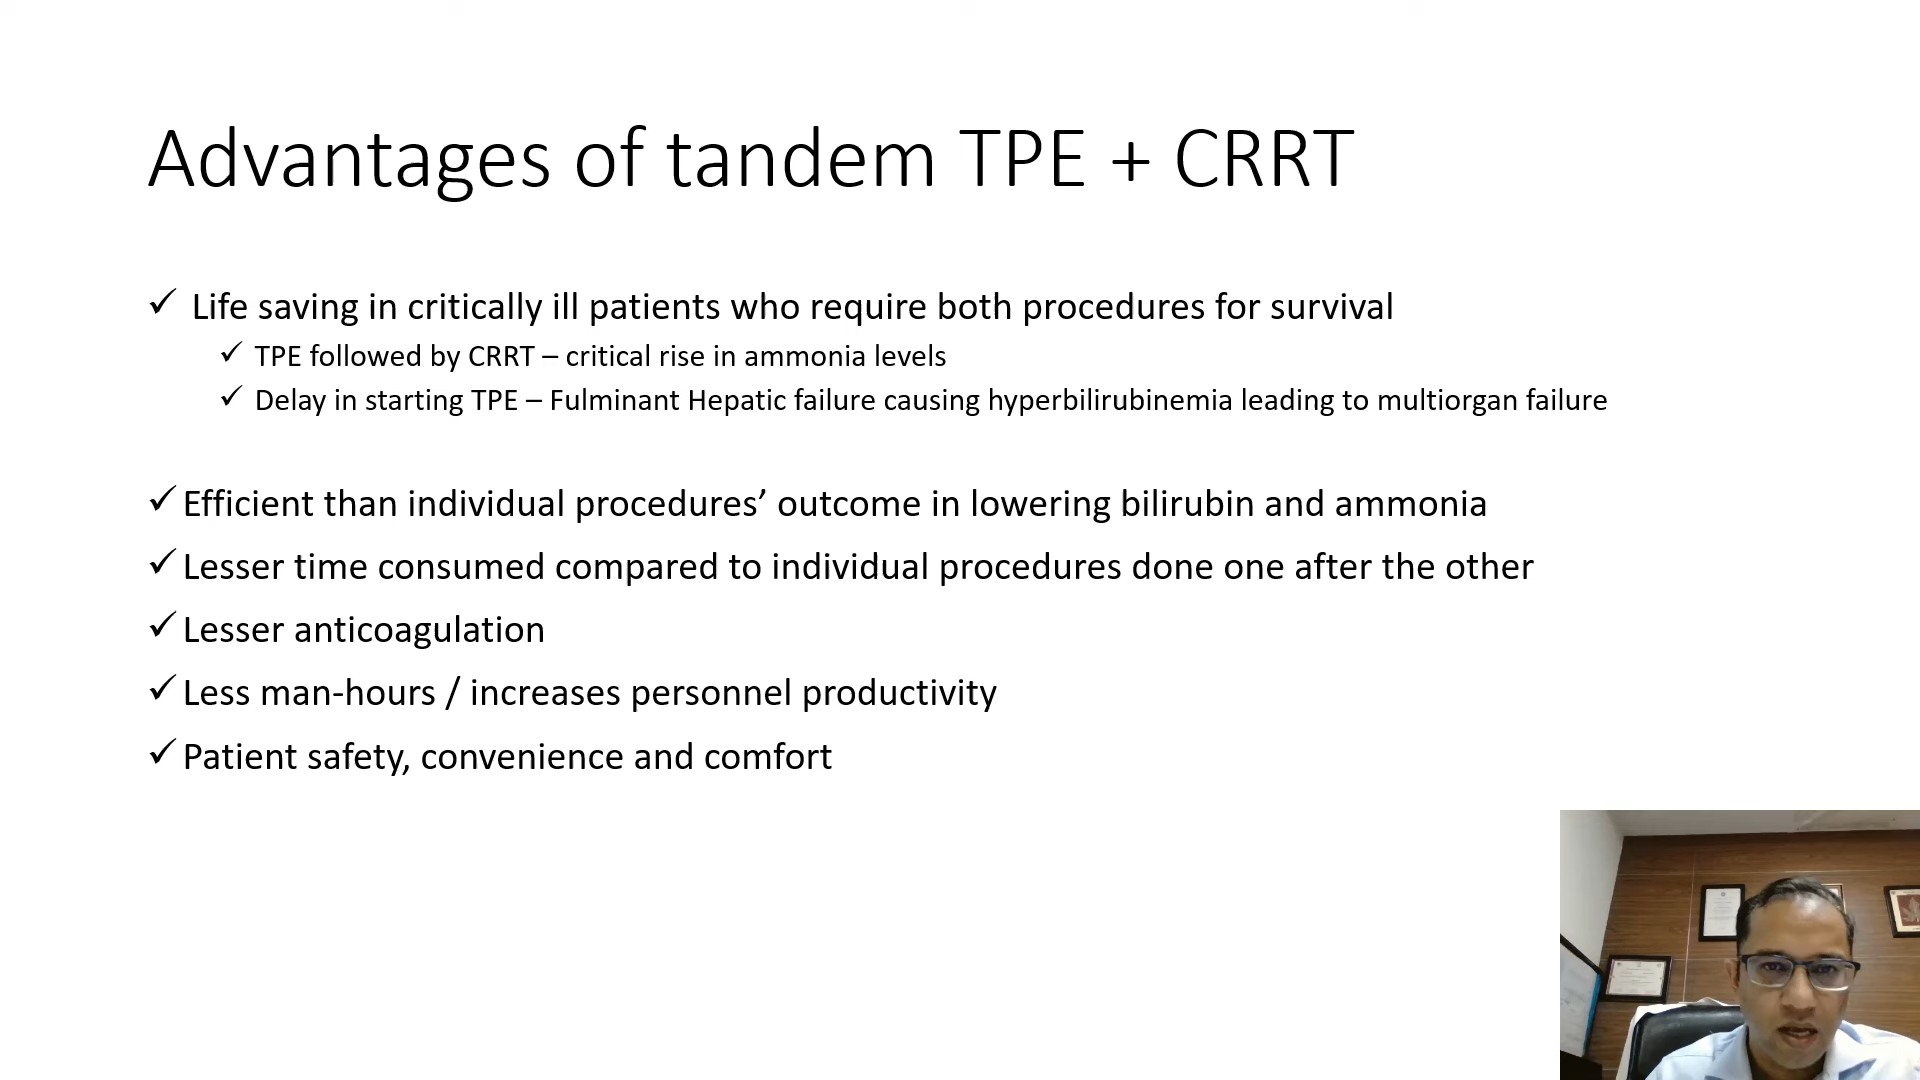 Advantages of tandem TPE + CRRT
✓ Life saving in critically ill patients who require both procedures for survival
✓ TPE followed by CRRT – critical rise in ammonia levels
✓ Delay in starting TPE – Fulminant Hepatic failure causing hyperbilirubinemia leading to multiorgan failure
✓ Efficient than individual procedures’ outcome in lowering bilirubin and ammonia
✓ Lesser time consumed compared to individual procedures done one after the other
✓ Lesser anticoagulation
✓ Less man-hours / increases personnel productivity
✓ Patient safety, convenience and comfort